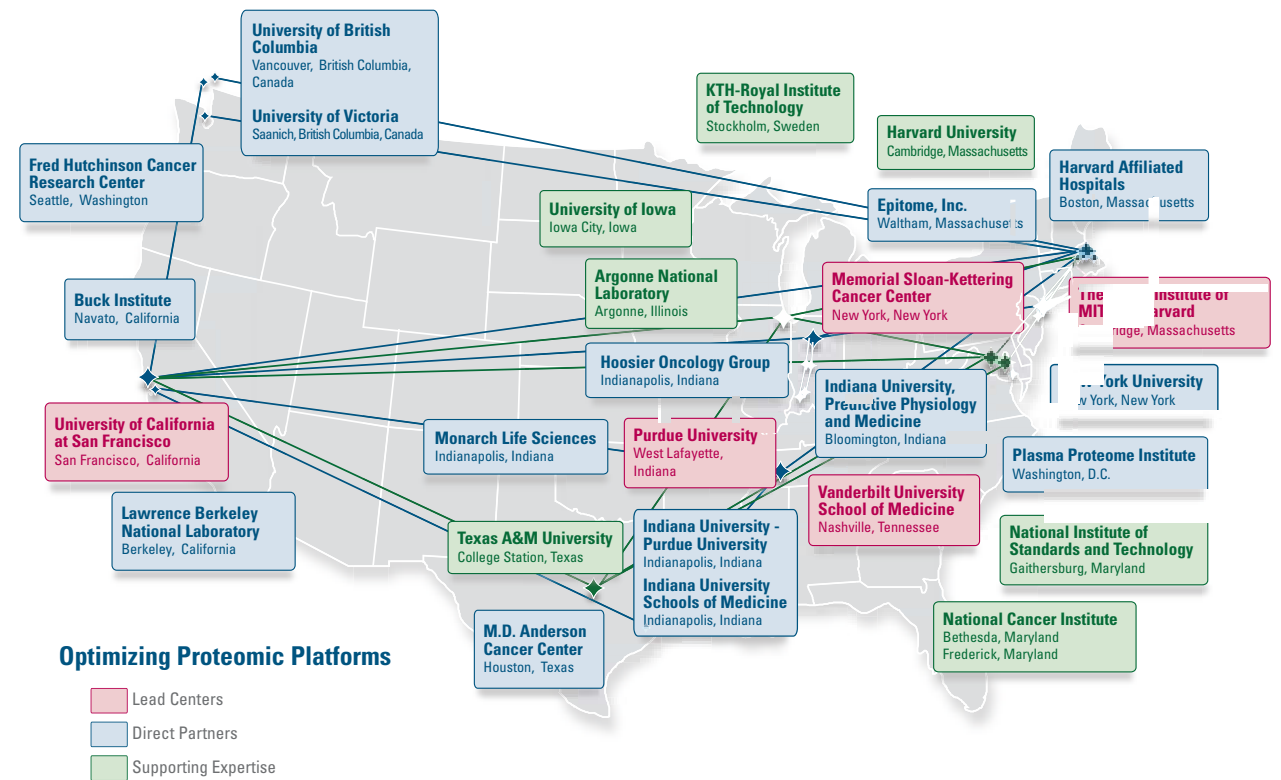 University of British
Columbia
Vancouver, British Columbia,
Canada
University of Victoria
Saanich, British Columbia, Canada
KTH-Royal Institute
of Technology
Stockholm, Sweden
Harvard University
Cambridge, Massachusetts
Fred Hutchinson Cancer
Research Center
Seattle, Washington
Harvard Affiliated
Hospitals
Boston, Massachusetts
University of Iowa
Iowa City, Iowa
Epitome, Inc.
Waltham, Massachusetts
Argonne National
Laboratory
Argonne, Illinois
Memorial Sloan-Kettering
Cancer Center
New York, New York
Buck Institute
Navato, California
The Institute of
MIT Harvard
Massachusetts
Hoosier Oncology Group
Indianapolis, Indiana
Indiana University,
Predictive Physiology
and Medicine
Bloomington, Indiana
York University
York, New York
University of California
at San Francisco
San Francisco, California
Monarch Life Sciences
Indianapolis, Indiana
Purdue University
West Lafayette,
Indiana
Plasma Proteome Institute
Washington, D.C.
Vanderbilt University
School of Medicine
Nashville, Tennessee
Lawrence Berkeley
National Laboratory
Berkeley, California
Texas A&M University
College Station, Texas
Indiana University -
Purdue University
Indianapolis, Indiana
Indiana University
Schools of Medicine
Indianapolis, Indiana
National Institute of
Standards and Technology
Gaithersburg, Maryland
M.D. Anderson
Cancer Center
Houston, Texas
National Cancer Institute
Bethesda, Maryland
Frederick, Maryland
Optimizing Proteomic Platforms
Lead Centers
Direct Partners
Supporting Expertise